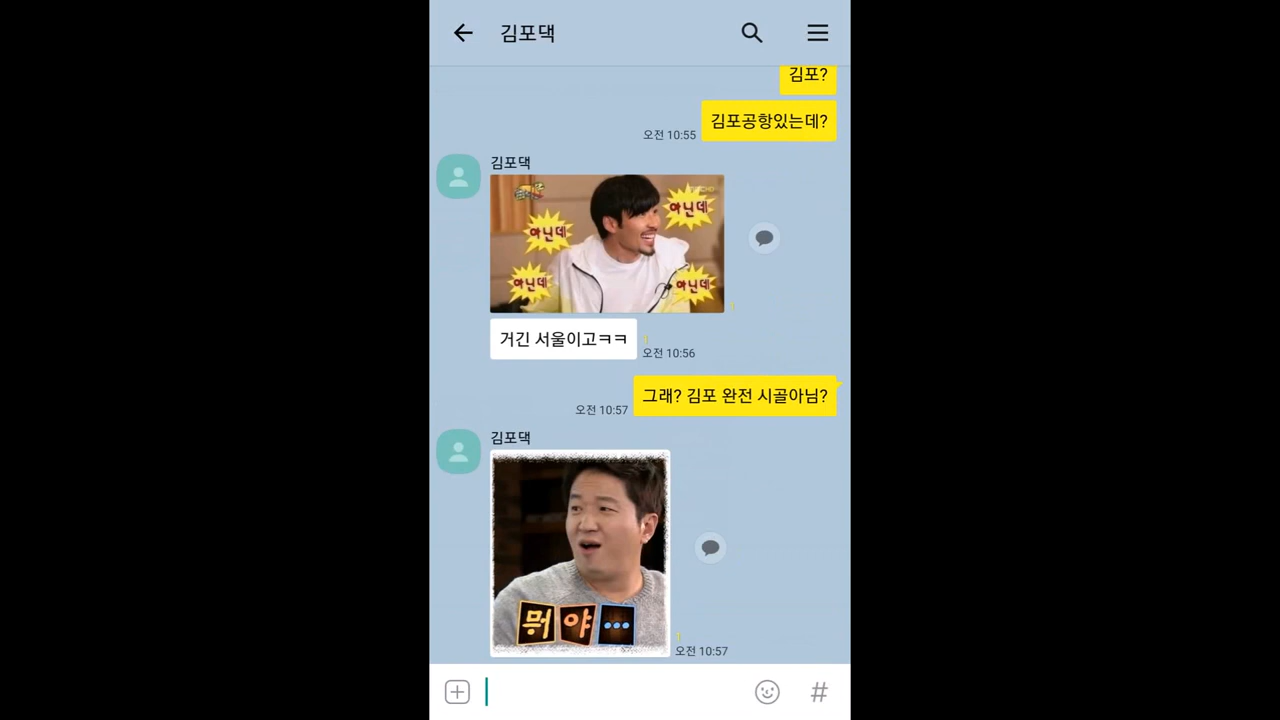 김포댁
김포?
김포공항있는데?
오전 10:55
김포댁
아닌데
아닌데
아닌데
아닌데
거긴 서울이고ㅋㅋ
1
오전 10:56
그래? 김포 완전 시골아님?
오전 10:57
김포댁
뭐야...
1
오전 10:57
#